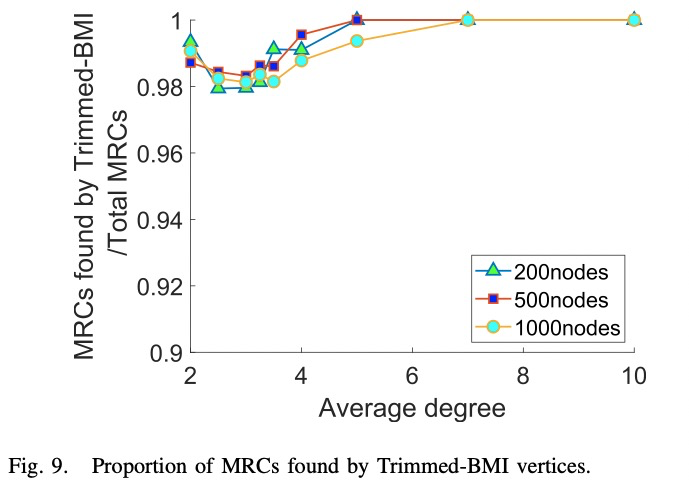 MRCs found by Trimmed-BMI
/Total MRCs
1
0.98
0.96
0.94
0.92
0.9
2
4
6
8
10
Average degree
200nodes
500nodes
1000nodes
Fig. 9. Proportion of MRCs found by Trimmed-BMI vertices.